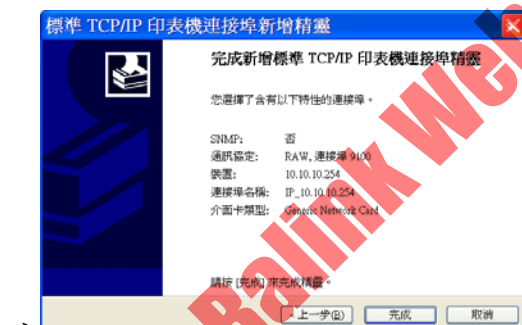 標準 TCP/IP 印表機連接埠新增精靈
完成新增標準 TCP/IP 印表機連接埠精靈
您選擇了含有以下特性的連接埠。
SNMP: 否
通訊協定: RAW, 連接埠 9100
裝置: 10.10.10.254
連接埠名稱: IP_10.10.10.254
介面卡類型: Generic Network Card
請按 [完成] 來完成精靈。
<上一步(B) 完成 取消
Ralink Web